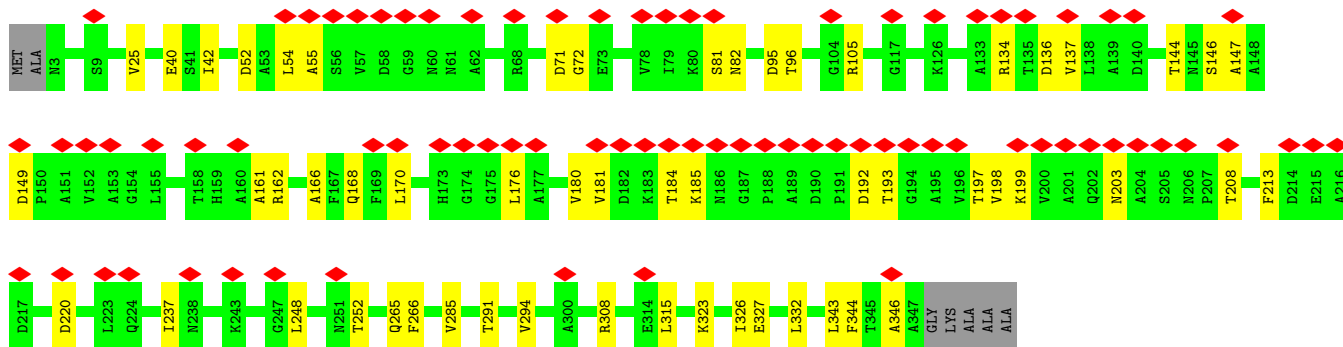 MET ALA N3 S9 V25 E40 S41 I42 D52 A53 L54 A55 S56 V57 D58 G59 N60 N61 A62 R68 D71 G72 E73 V78 I79 K80 S81 N82 D95 T96 G104 R105 G117 K126 A133 R134 T135 D136 V137 L138 A139 D140 T144 N145 S146 A147 A148
D149 P150 A151 V152 A153 G154 L155 T158 H159 A160 A161 R162 A166 F167 Q168 F169 L170 H173 G174 G175 L176 A177 V180 V181 D182 K183 T184 K185 N186 G187 P188 A189 D190 P191 D192 T193 G194 A195 V196 T197 V198 K199 V200 A201 Q202 N203 A204 S205 N206 P207 T208 F213 D214 E215 A216
D217 D220 L223 Q224 I237 N238 K243 G247 L248 N251 T252 Q265 F266 V285 T291 V294 A300 R308 E314 L315 K323 I326 E327 L332 L343 F344 T345 A346 A347 GLY LYS ALA ALA ALA